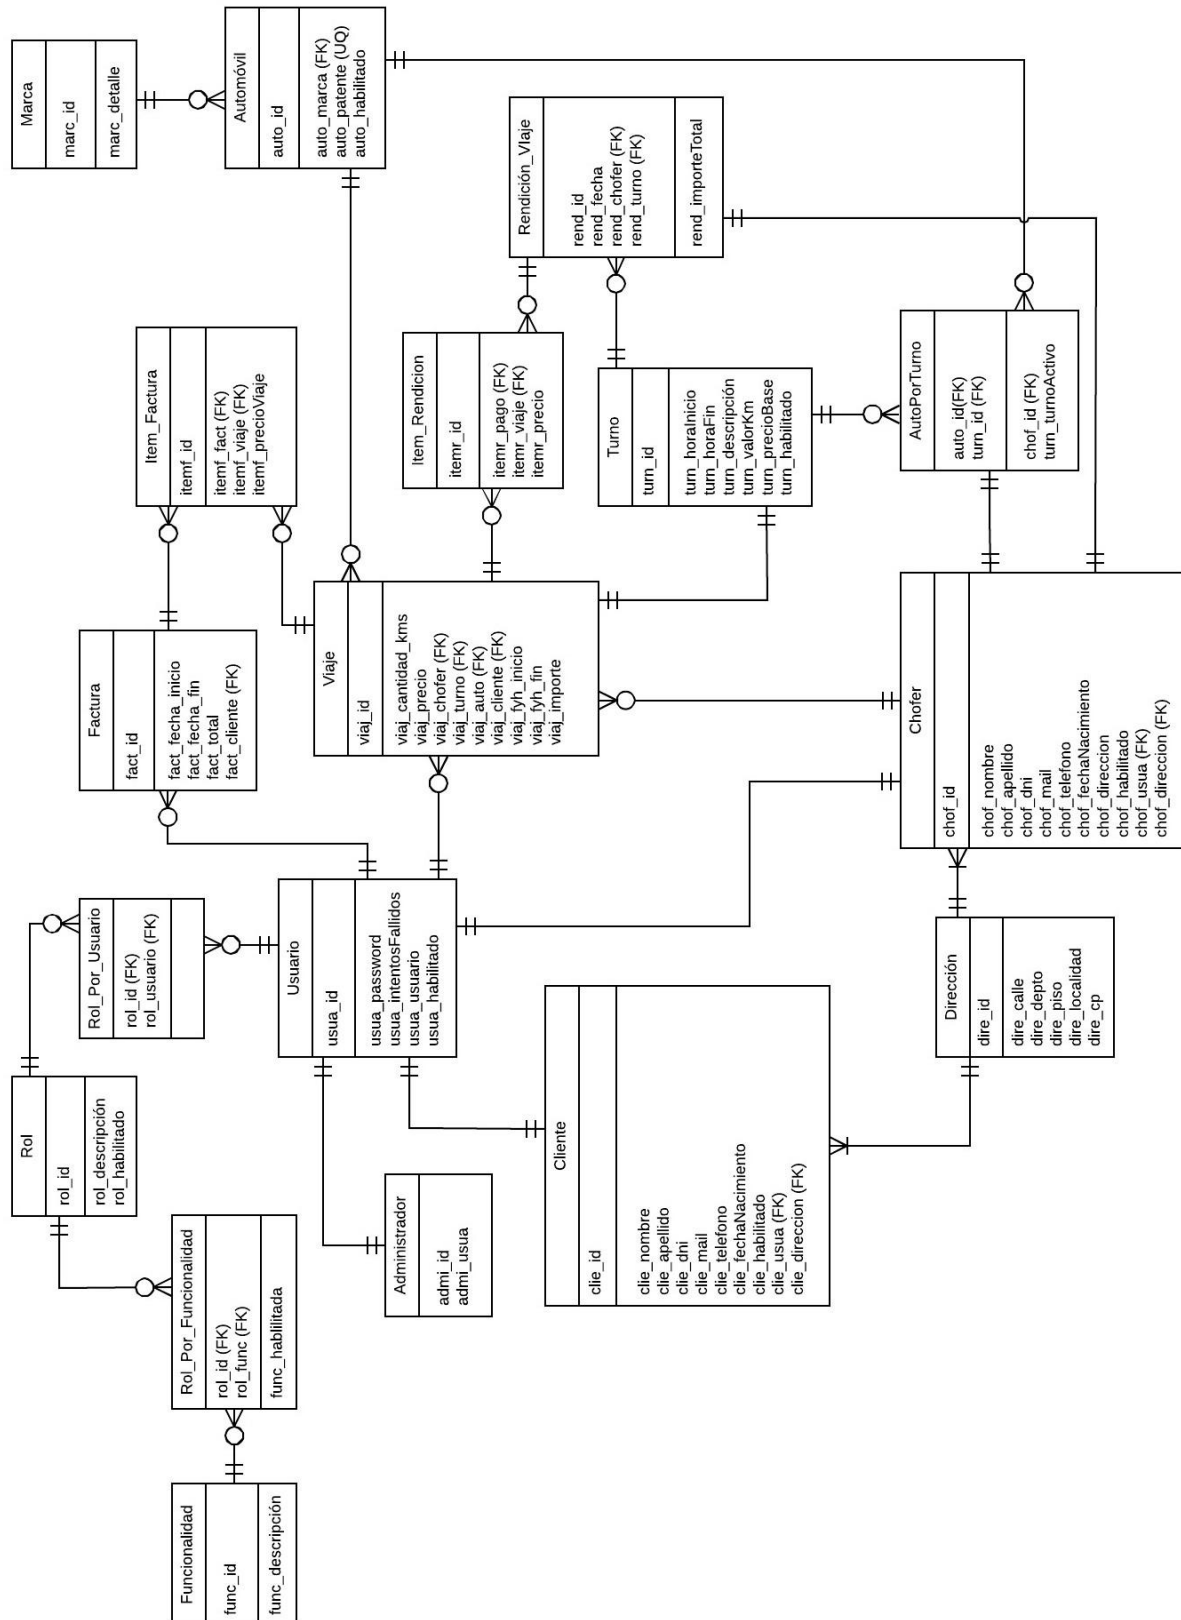 Funcionalidad
func_id
func_descripción
Rol_Por_Funcionalidad
rol_id (FK)
rol_func (FK)
func_hablilitada
Rol
rol_id
rol_descripción
rol_habilitado
Rol_Por_Usuario
rol_id (FK)
rol_usuario (FK)
Factura
fact_id
fact_fecha_inicio
fact_fecha_fin
fact_total
fact_cliente (FK)
Item_Factura
itemf_id
itemf_fact (FK)
itemf_viaje (FK)
itemf_precioViaje
Marca
marc_id
marc_detalle
Automóvil
auto_id
auto_marca (FK)
auto_patente (UQ)
auto_habilitado
Administrador
admi_id
admi_usua
Usuario
usua_id
usua_password
usua_intentosFallidos
usua_usuario
usua_habilitado
Viaje
viaj_id
viaj_cantidad_kms
viaj_precio
viaj_chofer (FK)
viaj_turno (FK)
viaj_auto (FK)
viaj_cliente (FK)
viaj_fyh_inicio
viaj_fyh_fin
viaj_importe
Item_Rendicion
itemr_id
itemr_pago (FK)
itemr_viaje (FK)
itemr_precio
Rendición_VIaje
rend_id
rend_fecha
rend_chofer (FK)
rend_turno (FK)
rend_importeTotal
Cliente
clie_id
clie_nombre
clie_apellido
clie_dni
clie_mail
clie_telefono
clie_fechaNacimiento
clie_habilitado
clie_usua (FK)
clie_direccion (FK)
Turno
turn_id
turn_horaInicio
turn_horaFin
turn_descripción
turn_valorKm
turn_precioBase
turn_habilitado
Dirección
dire_id
dire_calle
dire_depto
dire_piso
dire_localidad
dire_cp
Chofer
chof_id
chof_nombre
chof_apellido
chof_dni
chof_mail
chof_telefono
chof_fechaNacimiento
chof_direccion
chof_habilitado
chof_usua (FK)
chof_direccion (FK)
AutoPorTurno
auto_id(FK)
turn_id (FK)
chof_id (FK)
turn_turnoActivo